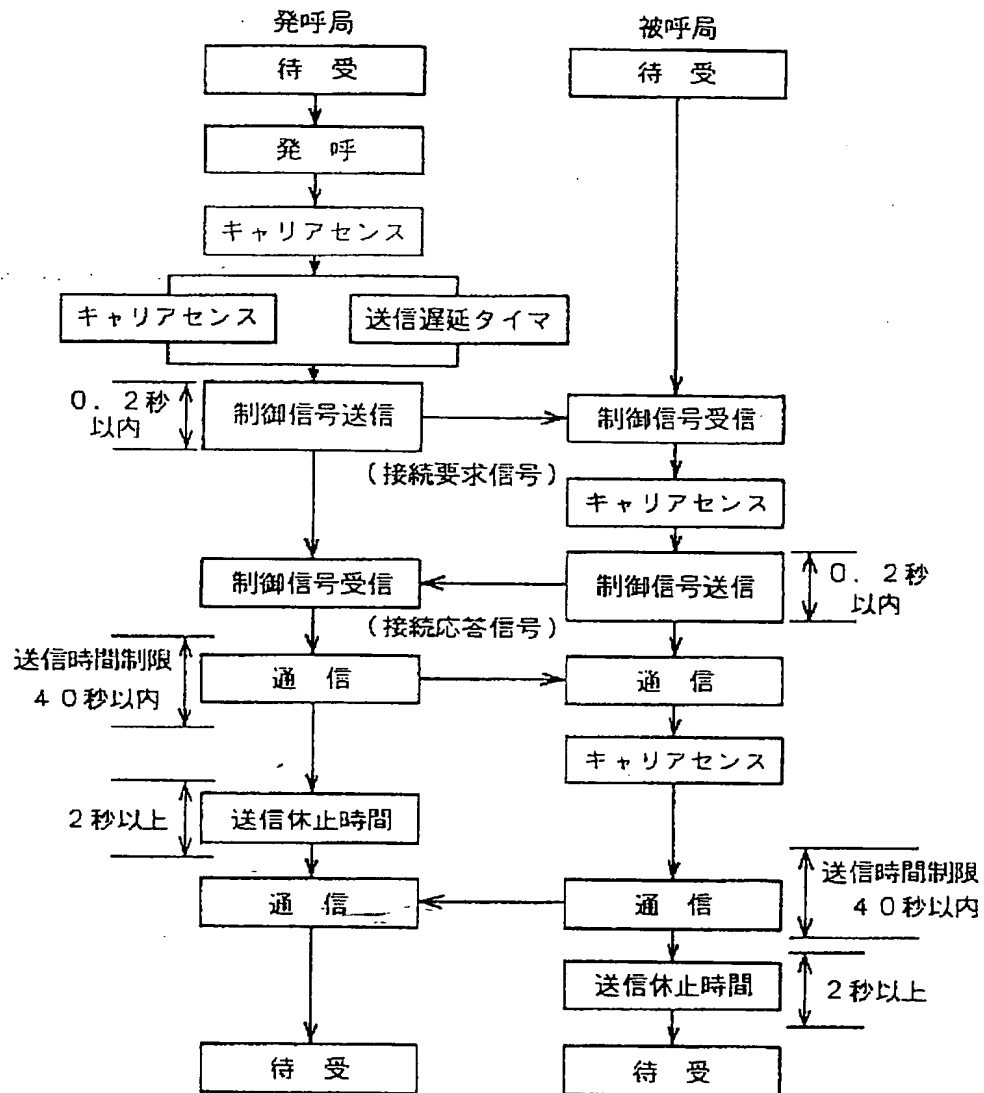 発呼局
被呼局
待 受
待 受
発 呼
キャリアセンス
キャリアセンス
送信遅延タイマ
0.2秒
以内
制御信号送信
制御信号受信
(接続要求信号)
キャリアセンス
制御信号受信
制御信号送信
0.2秒
以内
(接続応答信号)
送信時間制限
40秒以内
通 信
通 信
キャリアセンス
2秒以上
送信休止時間
通 信
通 信
送信時間制限
40秒以内
送信休止時間
2秒以上
待 受
待 受